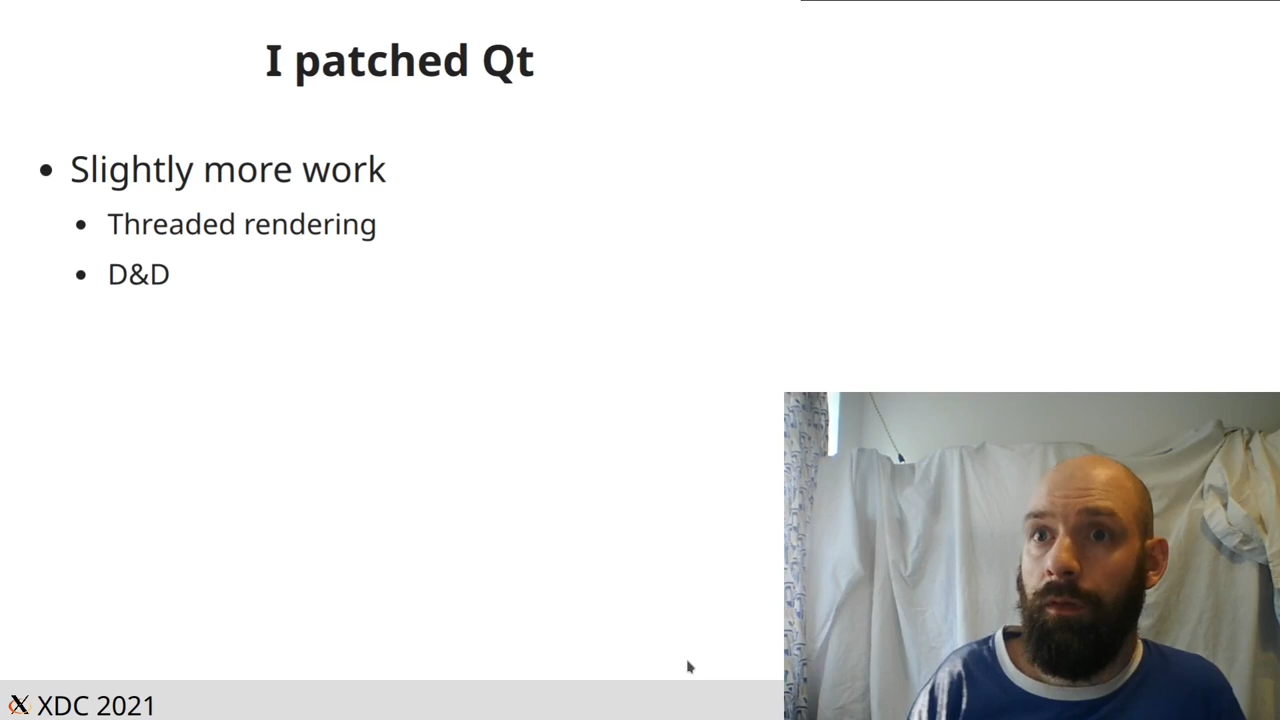 I patched Qt
Slightly more work
Threaded rendering
D&D
XDC 2021